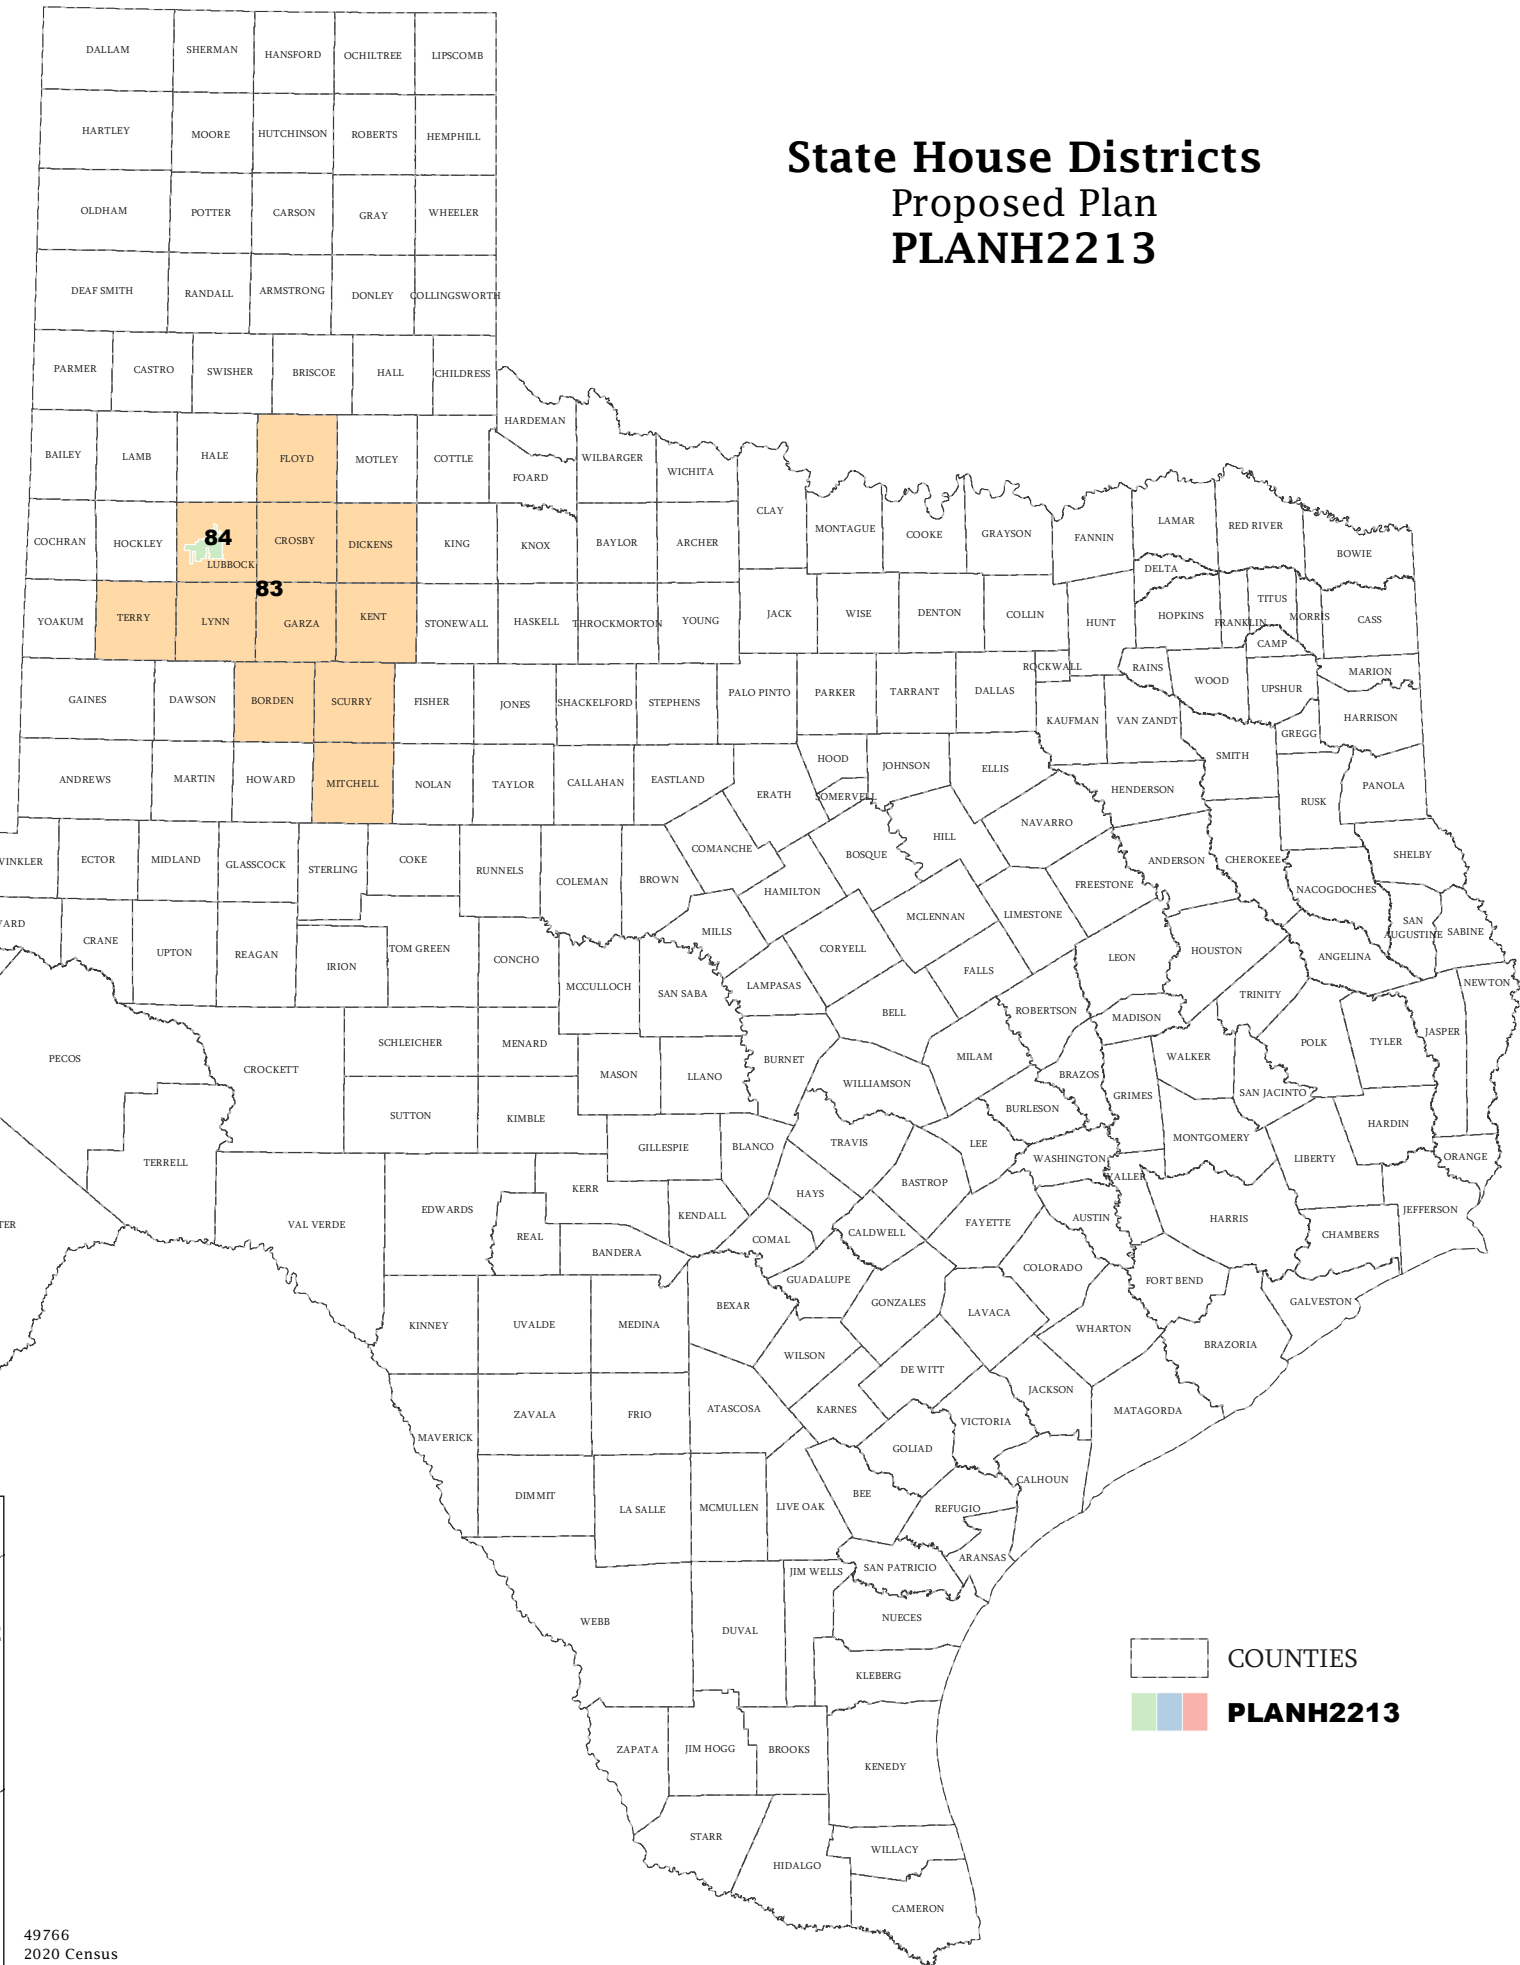 State House Districts
Proposed Plan
PLANH2213
DALLAM
SHERMAN
HANSFORD
OCHILTREE
LIPSCOMB
HARTLEY
MOORE
HUTCHINSON
ROBERTS
HEMPHILL
OLDHAM
POTTER
CARSON
GRAY
WHEELER
DEAF SMITH
RANDALL
ARMSTRONG
DONLEY
COLLINGSWORTH
PARMER
CASTRO
SWISHER
BRISCOE
HALL
CHILDRESS
HARDEMAN
BAILEY
LAMB
HALE
FLOYD
MOTLEY
COTTLE
FOARD
WILBARGER
WICHITA
CLAY
MONTAGUE
COOKE
GRAYSON
FANNIN
LAMAR
RED RIVER
BOWIE
COCHRAN
HOCKLEY
84
LUBBOCK
CROSBY
DICKENS
KING
KNOX
BAYLOR
ARCHER
DELTA
83
YOAKUM
TERRY
LYNN
GARZA
KENT
STONEWALL
HASKELL
THROCKMORTON
YOUNG
JACK
WISE
DENTON
COLLIN
HUNT
HOPKINS
FRANKLIN
TITUS
MORRIS
CASS
CAMP
ROCKWALL
RAINS
WOOD
UPSHUR
MARION
GAINES
DAWSON
BORDEN
SCURRY
FISHER
JONES
SHACKELFORD
STEPHENS
PALO PINTO
PARKER
TARRANT
DALLAS
KAUFMAN
VAN ZANDT
HARRISON
GREGG
SMITH
ANDREWS
MARTIN
HOWARD
MITCHELL
NOLAN
TAYLOR
CALLAHAN
EASTLAND
ERATH
HOOD
SOMERVELL
JOHNSON
ELLIS
HENDERSON
RUSK
PANOLA
VINKLER
ECTOR
MIDLAND
GLASSCOCK
STERLING
COKE
RUNNELS
COLEMAN
BROWN
COMANCHE
HAMILTON
BOSQUE
HILL
NAVARRO
FREESTONE
ANDERSON
CHEROKEE
NACOGDOCHES
SHELBY
ARD
CRANE
UPTON
REAGAN
IRION
TOM GREEN
CONCHO
MCCULLOCH
SAN SABA
MILLS
LAMPASAS
CORYELL
MCLENNAN
LIMESTONE
FALLS
LEON
HOUSTON
ANGELINA
SAN
AUGUSTINE
SABINE
NEWTON
TRINITY
BELL
ROBERTSON
MADISON
POLK
TYLER
JASPER
PECOS
CROCKETT
SCHLEICHER
MENARD
MASON
LLANO
BURNET
WILLIAMSON
MILAM
BRAZOS
WALKER
GRIMES
SAN JACINTO
HARDIN
SUTTON
KIMBLE
TERRELL
GILLESPIE
BLANCO
TRAVIS
LEE
BURLESON
WASHINGTON
WALLER
MONTGOMERY
LIBERTY
ORANGE
JEFFERSON
TER
VAL VERDE
EDWARDS
REAL
KERR
BANDERA
KENDALL
COMAL
HAYS
CALDWELL
BASTROP
FAYETTE
AUSTIN
HARRIS
CHAMBERS
COLORADO
FORT BEND
GALVESTON
KINNEY
UVALDE
MEDINA
BEXAR
GUADALUPE
GONZALES
LAVACA
WHARTON
BRAZORIA
WILSON
DE WITT
JACKSON
MATAGORDA
MAVERICK
ZAVALA
FRIO
ATASCOSA
KARNES
GOLIAD
VICTORIA
CALHOUN
DIMMIT
LA SALLE
MCMULLEN
LIVE OAK
BEE
REFUGIO
ARANSAS
SAN PATRICIO
JIM WELLS
WEBB
DUVAL
NUECES
KLEBERG
ZAPATA
JIM HOGG
BROOKS
KENEDY
STARR
HIDALGO
WILLACY
CAMERON
COUNTIES
PLANH2213
49766
2020 Census